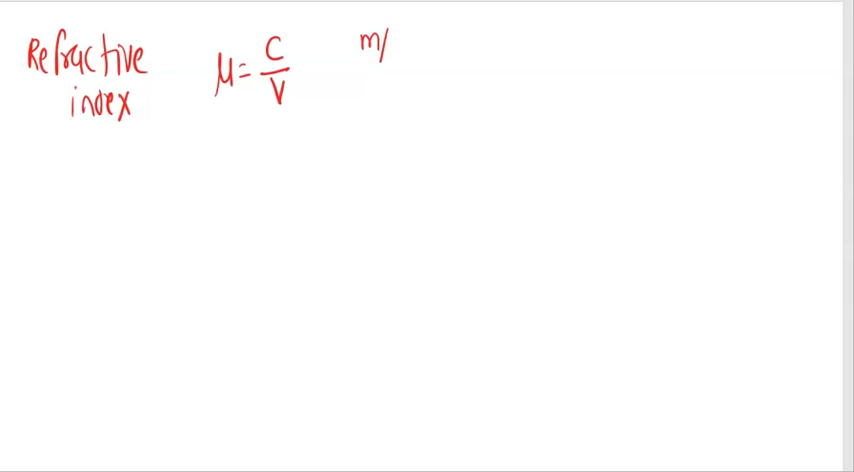 Refractive
index
μ = C/V
m/